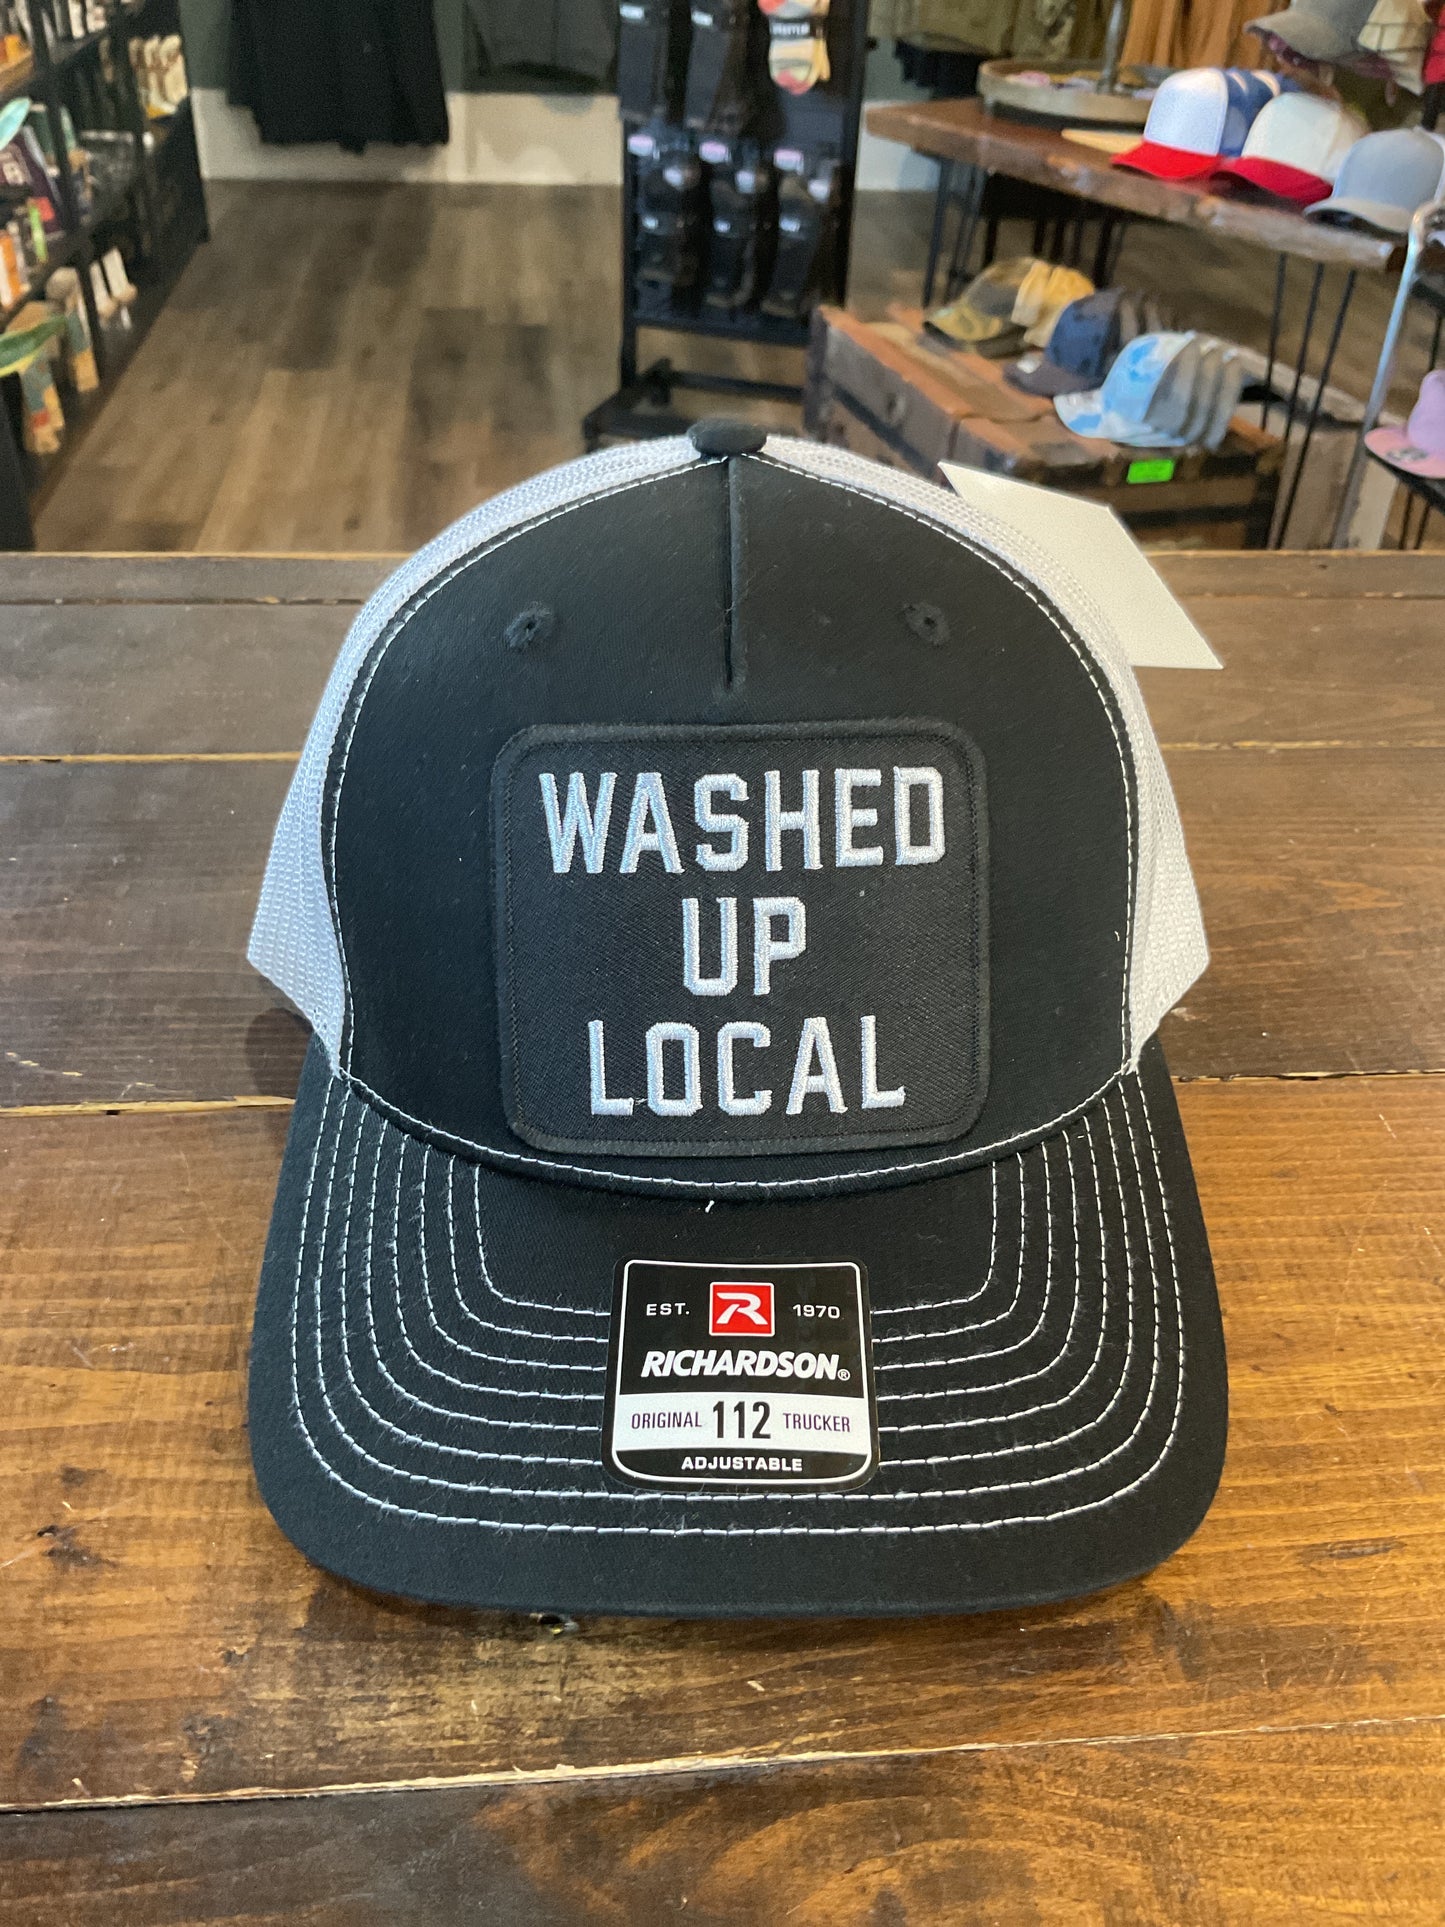 WASHED
UP
LOCAL
EST. R 1970
RICHARDSON®
ORIGINAL 112 TRUCKER
ADJUSTABLE